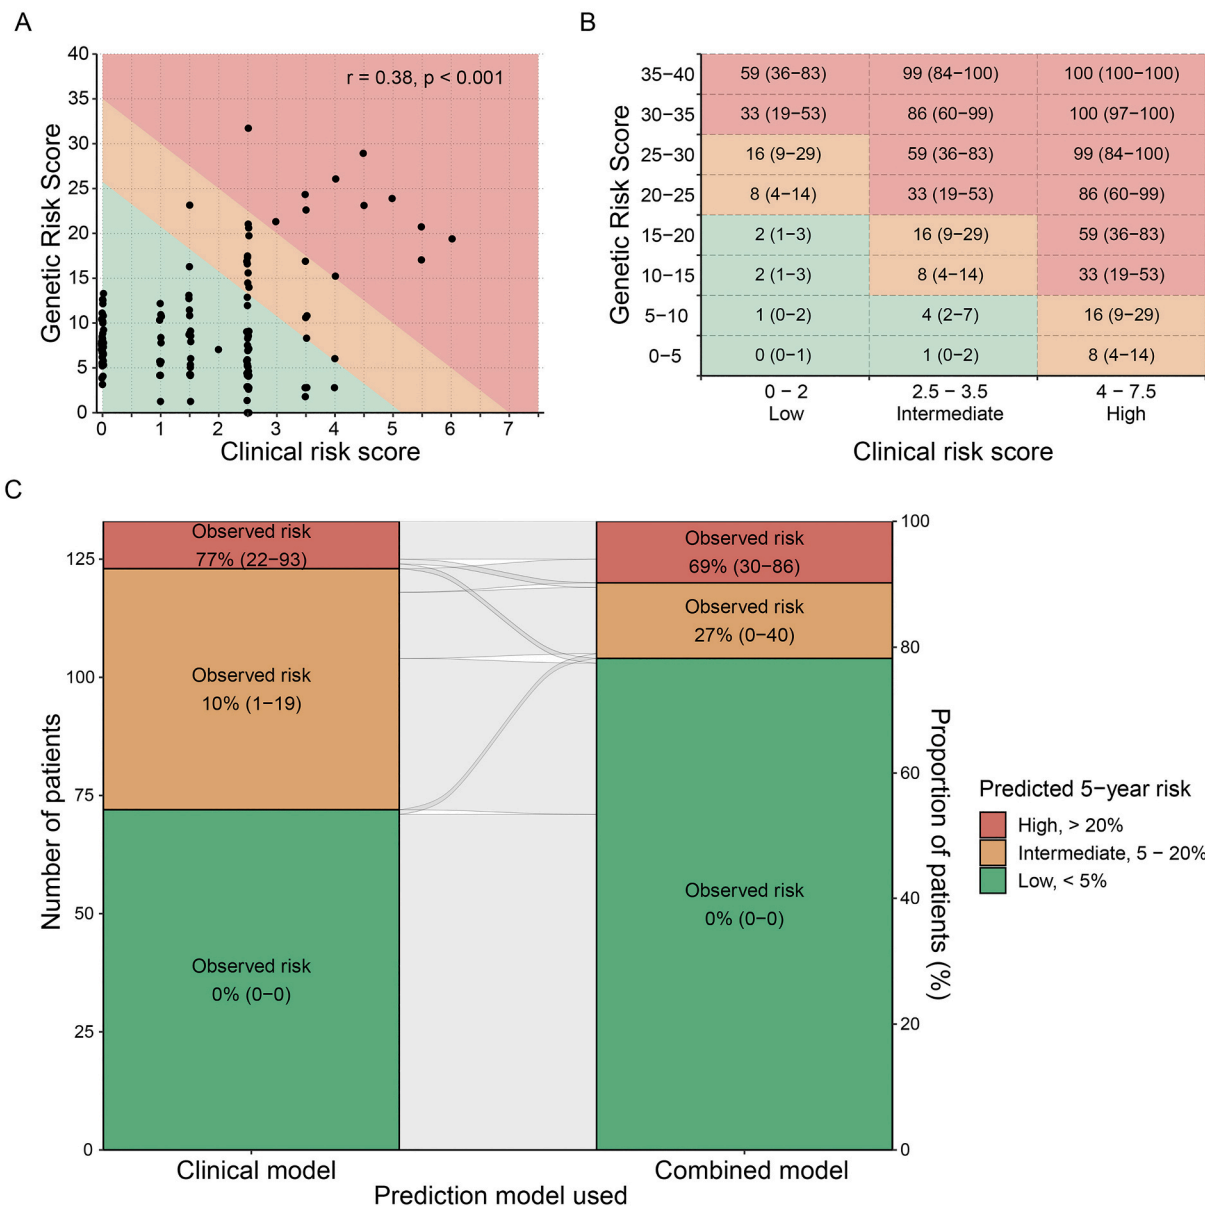 A
r = 0.38, p < 0.001
40
35
30
25
20
15
10
5
0
Genetic Risk Score
0 1 2 3 4 5 6 7
Clinical risk score
B
35−40 59 (36−83) 99 (84−100) 100 (100−100)
30−35 33 (19−53) 86 (60−99) 100 (97−100)
25−30 16 (9−29) 59 (36−83) 99 (84−100)
20−25 8 (4−14) 33 (19−53) 86 (60−99)
15−20 2 (1−3) 16 (9−29) 59 (36−83)
10−15 2 (1−3) 8 (4−14) 33 (19−53)
5−10 1 (0−2) 4 (2−7) 16 (9−29)
0−5 0 (0−1) 1 (0−2) 8 (4−14)
Genetic Risk Score
0 − 2 2.5 − 3.5 4 − 7.5
Low Intermediate High
Clinical risk score
C
Number of patients
125
100
75
50
25
0
Observed risk
77% (22−93)
Observed risk
10% (1−19)
Observed risk
0% (0−0)
Observed risk
69% (30−86)
Observed risk
27% (0−40)
Observed risk
0% (0−0)
100
80
60
40
20
0
Proportion of patients (%)
Clinical model Combined model
Prediction model used
Predicted 5−year risk
High, > 20%
Intermediate, 5 − 20%
Low, < 5%